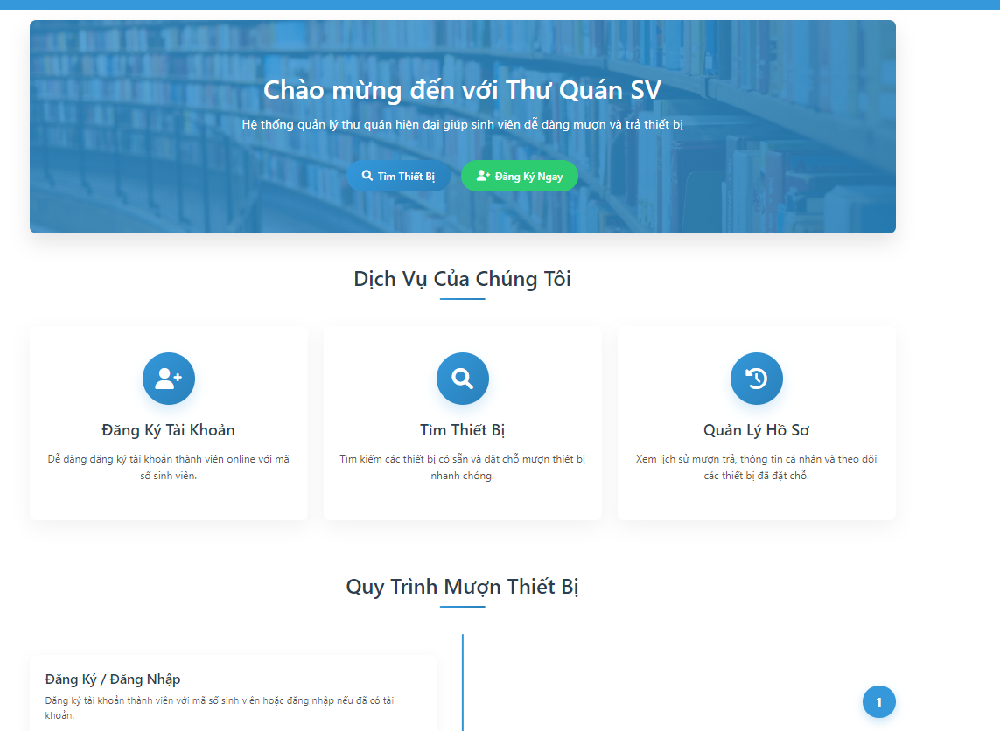 Chào mừng đến với Thư Quán SV
Hệ thống quản lý thư quán hiện đại giúp sinh viên dễ dàng mượn và trả thiết bị
Tìm Thiết Bị
Đăng Ký Ngay
Dịch Vụ Của Chúng Tôi
Đăng Ký Tài Khoản
Dễ dàng đăng ký tài khoản thành viên online với mã
số sinh viên.
Tìm Thiết Bị
Tìm kiếm các thiết bị có sẵn và đặt chỗ mượn thiết bị
nhanh chóng.
Quản Lý Hồ Sơ
Xem lịch sử mượn trả, thông tin cá nhân và theo dõi
các thiết bị đã đặt chỗ.
Quy Trình Mượn Thiết Bị
Đăng Ký / Đăng Nhập
Đăng ký tài khoản thành viên với mã số sinh viên hoặc đăng nhập nếu đã có tài
khoản.
1